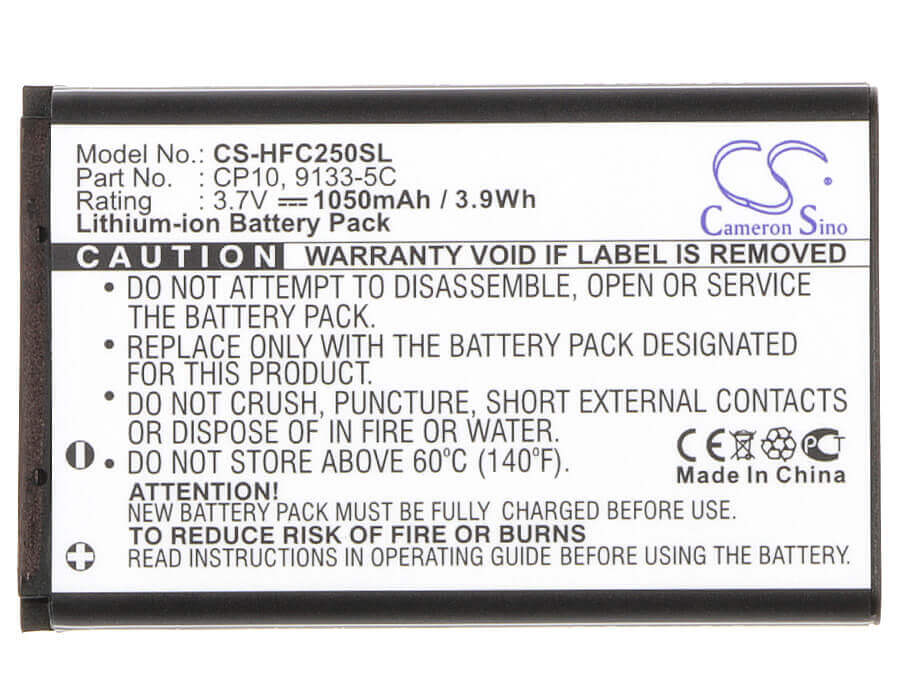 Model No.: CS-HFC250SL
Part No. : CP10, 9133-5C
Rating : 3.7V ⎓ 1050mAh / 3.9Wh
Lithium-ion Battery Pack
CS
Cameron Sino
CAUTION WARRANTY VOID IF LABEL IS REMOVED
• DO NOT ATTEMPT TO DISASSEMBLE, OPEN OR SERVICE
THE BATTERY PACK.
• REPLACE ONLY WITH THE BATTERY PACK DESIGNATED
FOR THIS PRODUCT.
• DO NOT CRUSH, PUNCTURE, SHORT EXTERNAL CONTACTS
OR DISPOSE OF IN FIRE OR WATER.
• DO NOT STORE ABOVE 60°C (140°F).
CE PCT
Made In China
ATTENTION!
NEW BATTERY PACK MUST BE FULLY CHARGED BEFORE USE.
TO REDUCE RISK OF FIRE OR BURNS
READ INSTRUCTIONS IN OPERATING GUIDE BEFORE USING THE BATTERY.